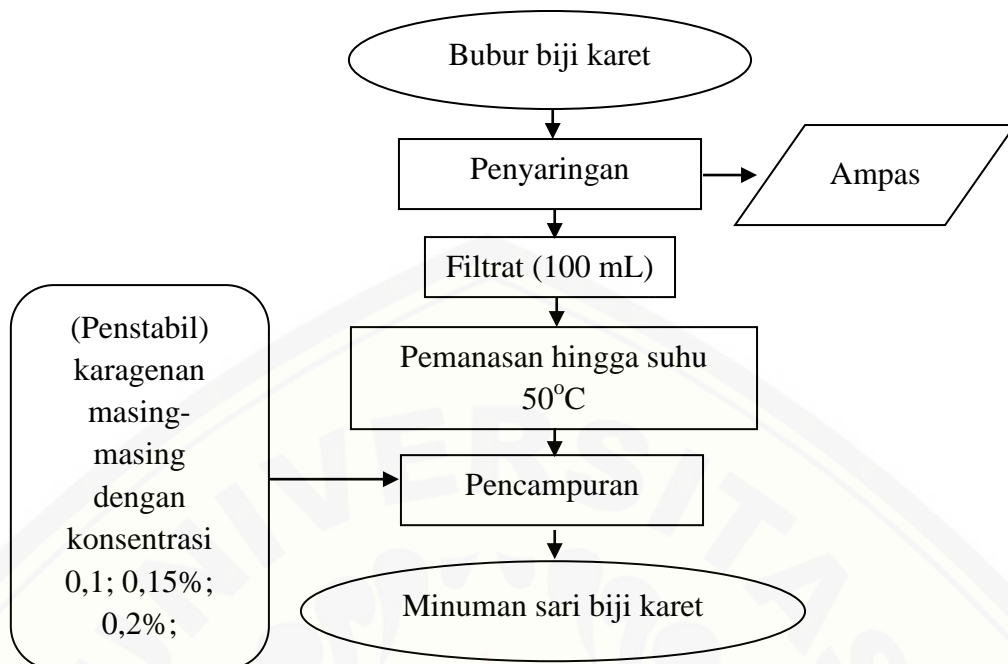 Bubur biji karet
Penyaringan
Ampas
Filtrat (100 mL)
(Penstabil)
karagenan
masing-
masing
dengan
konsentrasi
0,1; 0,15%;
0,2%;
Pemanasan hingga suhu
50°C
Pencampuran
Minuman sari biji karet
UNIVERSITAS